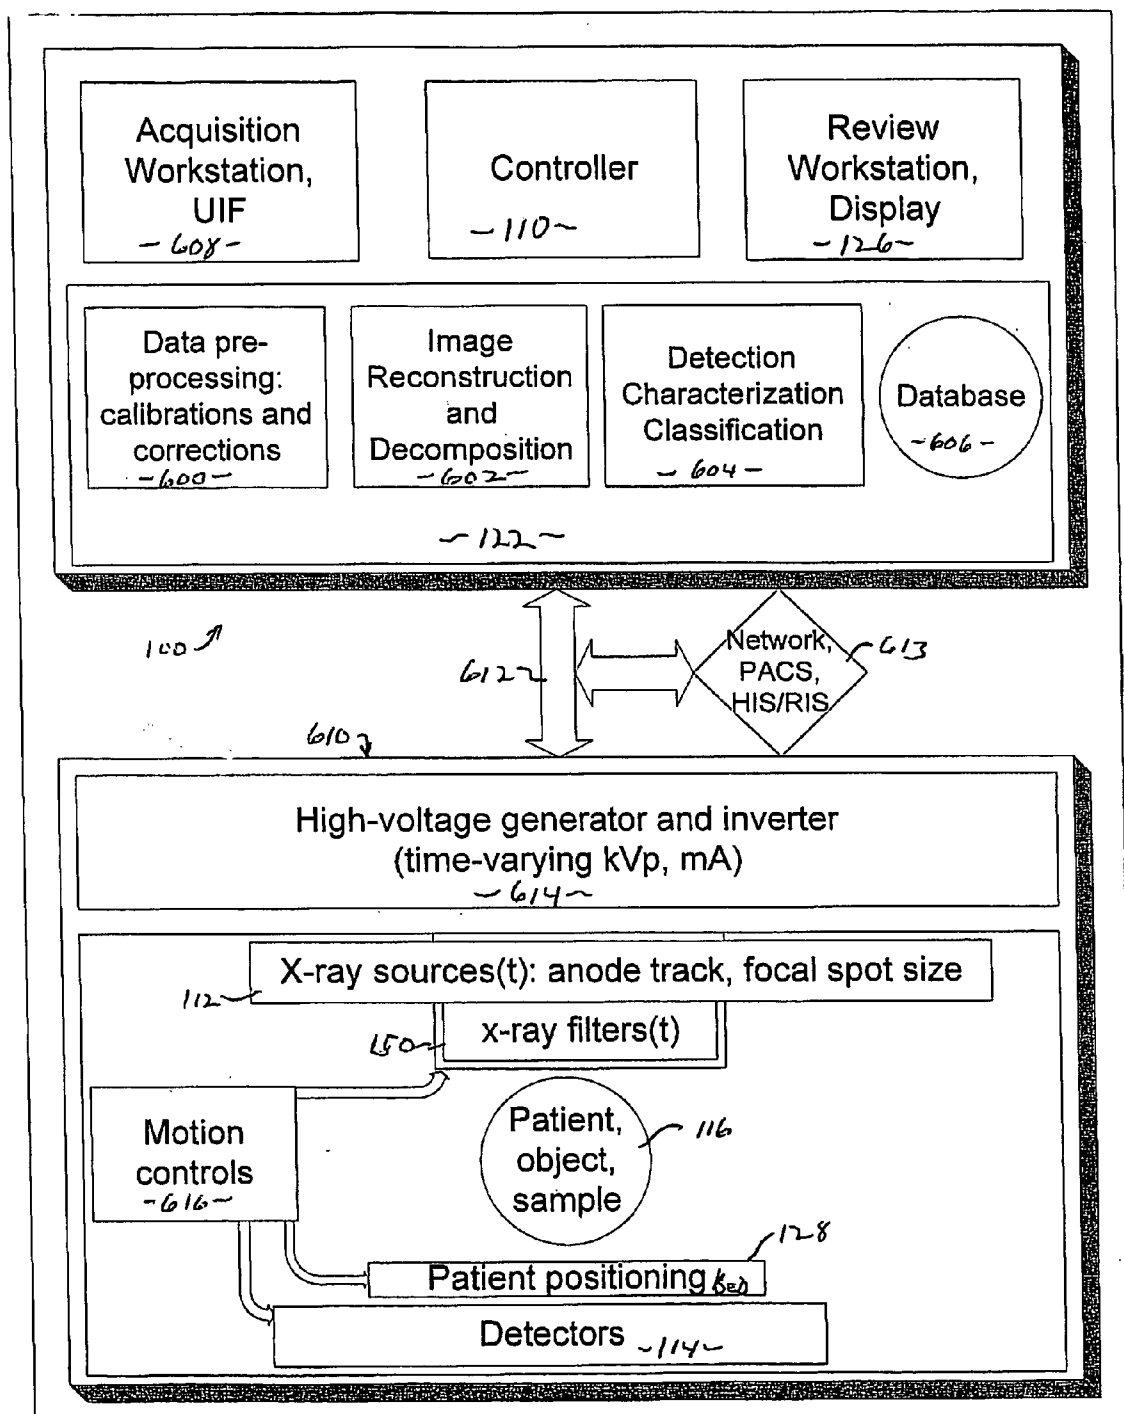 Acquisition
Workstation,
UIF
-608-
Controller
-110-
Review
Workstation,
Display
-126-
Data pre-
processing:
calibrations and
corrections
-600-
Image
Reconstruction
and
Decomposition
-602-
Detection
Characterization
Classification
-604-
Database
-606-
-122-
100
612
Network,
PACS,
HIS/RIS
613
610
High-voltage generator and inverter
(time-varying kVp, mA)
-614-
X-ray sources(t): anode track, focal spot size
112
x-ray filters(t)
150
Motion
controls
-616-
Patient,
object,
sample
116
128
Patient positioning BED
Detectors -114-